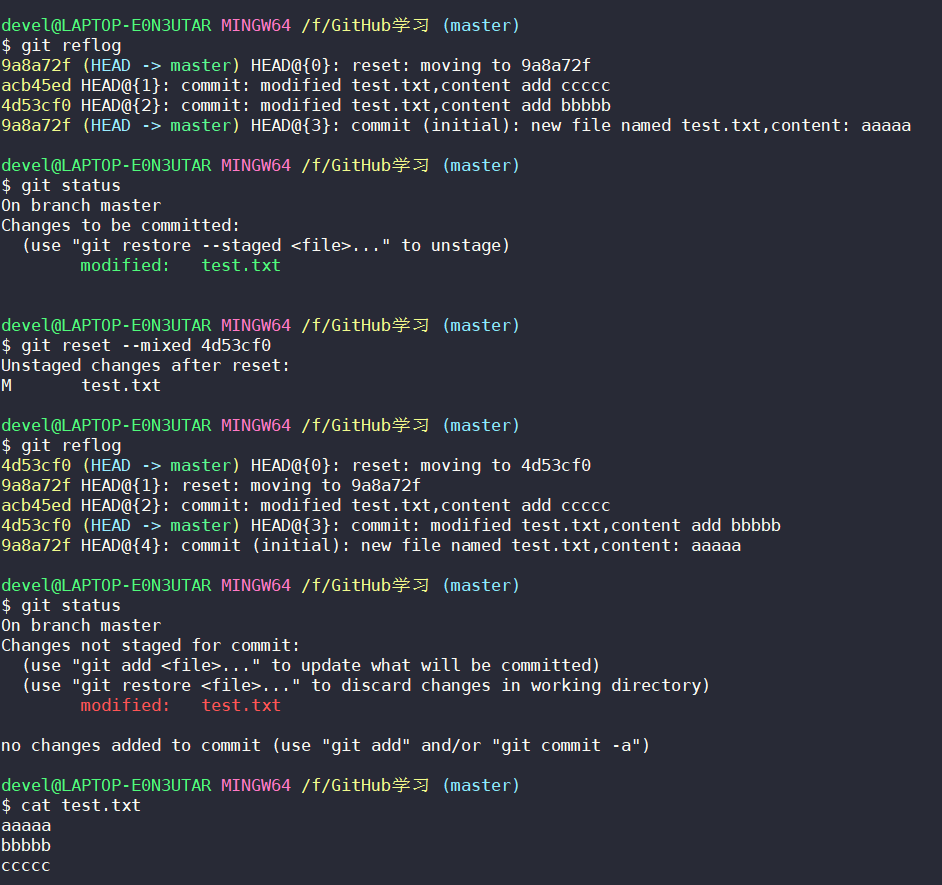 devel@LAPTOP-E0N3UTAR MINGW64 /f/GitHub学习 (master)
$ git reflog
9a8a72f (HEAD -> master) HEAD@{0}: reset: moving to 9a8a72f
acb45ed HEAD@{1}: commit: modified test.txt,content add ccccc
4d53cf0 HEAD@{2}: commit: modified test.txt,content add bbbbb
9a8a72f (HEAD -> master) HEAD@{3}: commit (initial): new file named test.txt,content: aaaaa
devel@LAPTOP-E0N3UTAR MINGW64 /f/GitHub学习 (master)
$ git status
On branch master
Changes to be committed:
  (use "git restore --staged <file>..." to unstage)
        modified:   test.txt
devel@LAPTOP-E0N3UTAR MINGW64 /f/GitHub学习 (master)
$ git reset --mixed 4d53cf0
Unstaged changes after reset:
M       test.txt
devel@LAPTOP-E0N3UTAR MINGW64 /f/GitHub学习 (master)
$ git reflog
4d53cf0 (HEAD -> master) HEAD@{0}: reset: moving to 4d53cf0
9a8a72f HEAD@{1}: reset: moving to 9a8a72f
acb45ed HEAD@{2}: commit: modified test.txt,content add ccccc
4d53cf0 (HEAD -> master) HEAD@{3}: commit: modified test.txt,content add bbbbb
9a8a72f HEAD@{4}: commit (initial): new file named test.txt,content: aaaaa
devel@LAPTOP-E0N3UTAR MINGW64 /f/GitHub学习 (master)
$ git status
On branch master
Changes not staged for commit:
  (use "git add <file>..." to update what will be committed)
  (use "git restore <file>..." to discard changes in working directory)
        modified:   test.txt
no changes added to commit (use "git add" and/or "git commit -a")
devel@LAPTOP-E0N3UTAR MINGW64 /f/GitHub学习 (master)
$ cat test.txt
aaaaa
bbbbb
ccccc